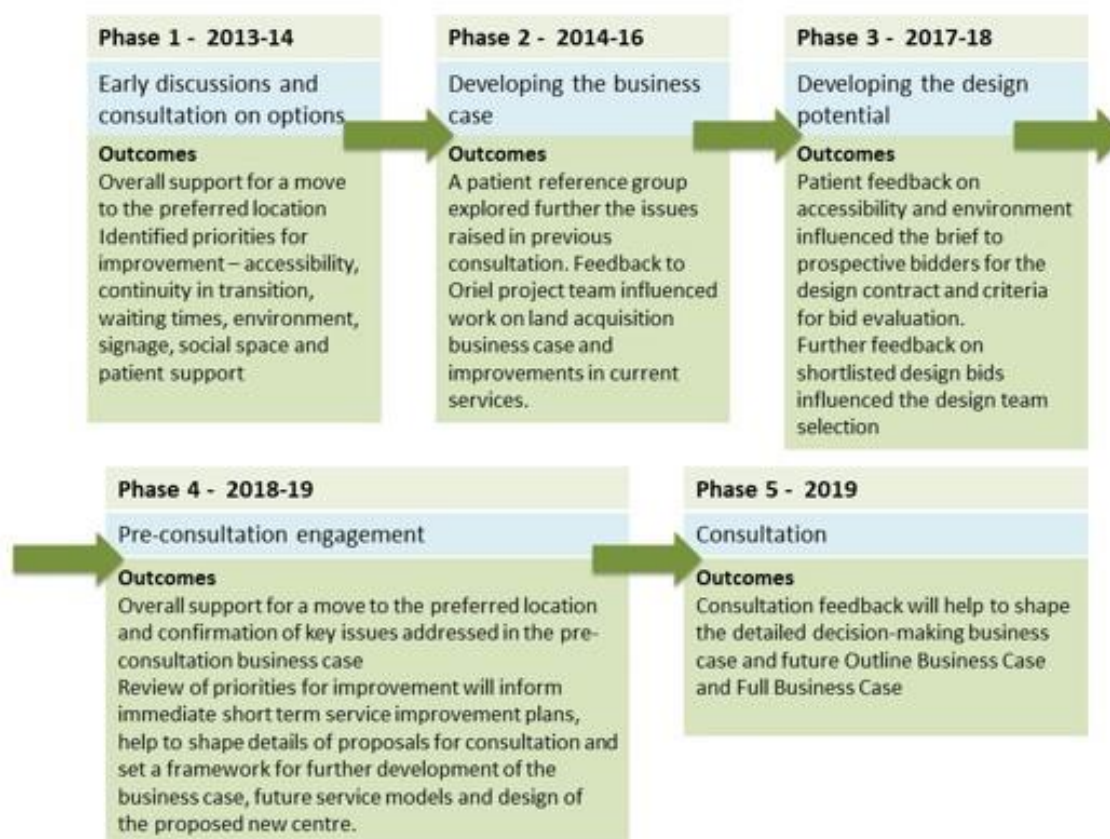 Phase 1 - 2013-14
Early discussions and
consultation on options
Outcomes
Overall support for a move
to the preferred location
Identified priorities for
improvement – accessibility,
continuity in transition,
waiting times, environment,
signage, social space and
patient support
Phase 2 - 2014-16
Developing the business
case
Outcomes
A patient reference group
explored further the issues
raised in previous
consultation. Feedback to
Oriel project team influenced
work on land acquisition
business case and
improvements in current
services.
Phase 3 - 2017-18
Developing the design
potential
Outcomes
Patient feedback on
accessibility and environment
influenced the brief to
prospective bidders for the
design contract and criteria
for bid evaluation.
Further feedback on
shortlisted design bids
influenced the design team
selection
Phase 4 - 2018-19
Pre-consultation engagement
Outcomes
Overall support for a move to the preferred location
and confirmation of key issues addressed in the pre-
consultation business case
Review of priorities for improvement will inform
immediate short term service improvement plans,
help to shape details of proposals for consultation and
set a framework for further development of the
business case, future service models and design of
the proposed new centre.
Phase 5 - 2019
Consultation
Outcomes
Consultation feedback will help to shape
the detailed decision-making business
case and future Outline Business Case
and Full Business Case